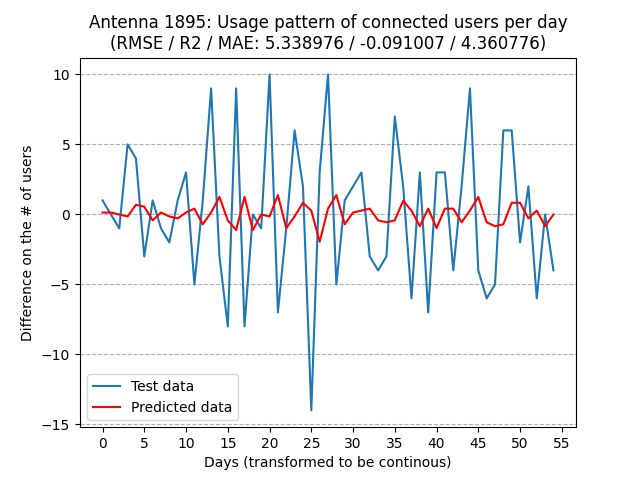 Antenna 1895: Usage pattern of connected users per day
(RMSE / R2 / MAE: 5.338976 / -0.091007 / 4.360776)
10
5
0
−5
−10
−15
Difference on the # of users
Test data
Predicted data
0 5 10 15 20 25 30 35 40 45 50 55
Days (transformed to be continous)